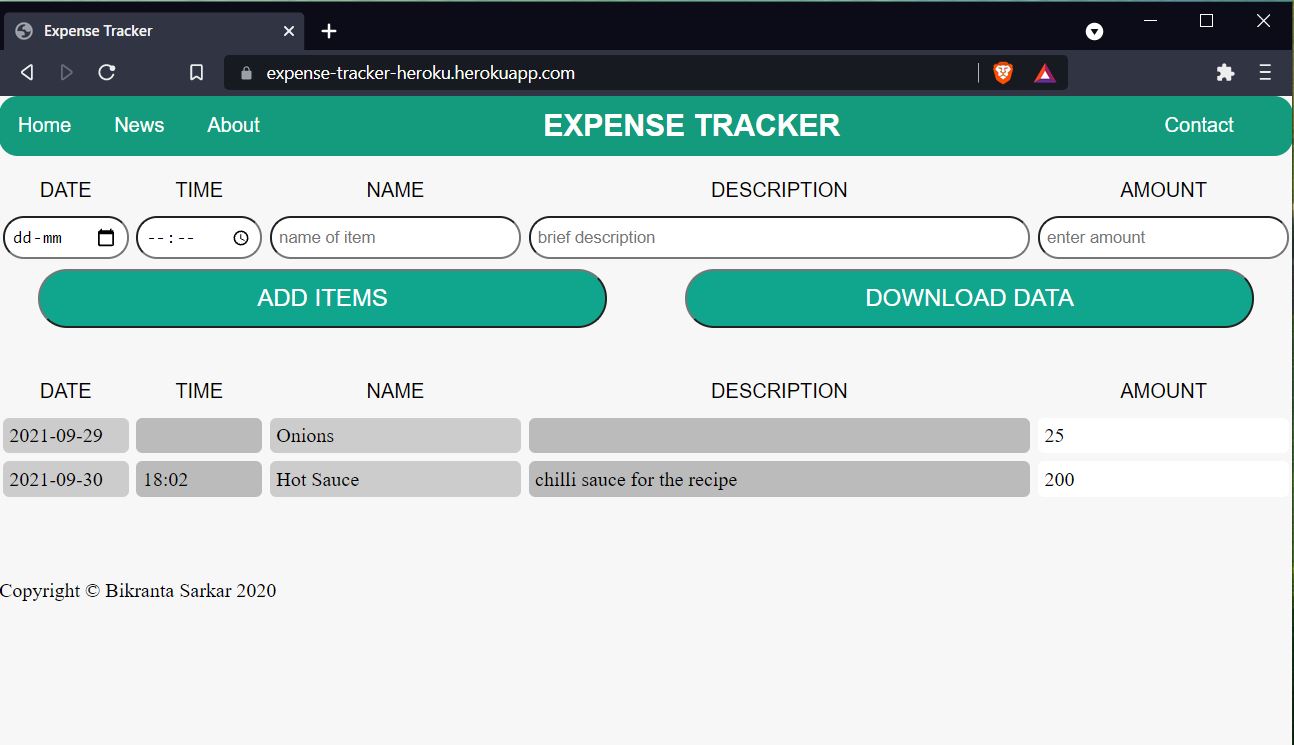 Expense Tracker
expense-tracker-heroku.herokuapp.com
Home News About EXPENSE TRACKER Contact
DATE TIME NAME DESCRIPTION AMOUNT
dd-mm --:-- name of item brief description enter amount
ADD ITEMS DOWNLOAD DATA
DATE TIME NAME DESCRIPTION AMOUNT
2021-09-29 Onions 25
2021-09-30 18:02 Hot Sauce chilli sauce for the recipe 200
Copyright © Bikranta Sarkar 2020